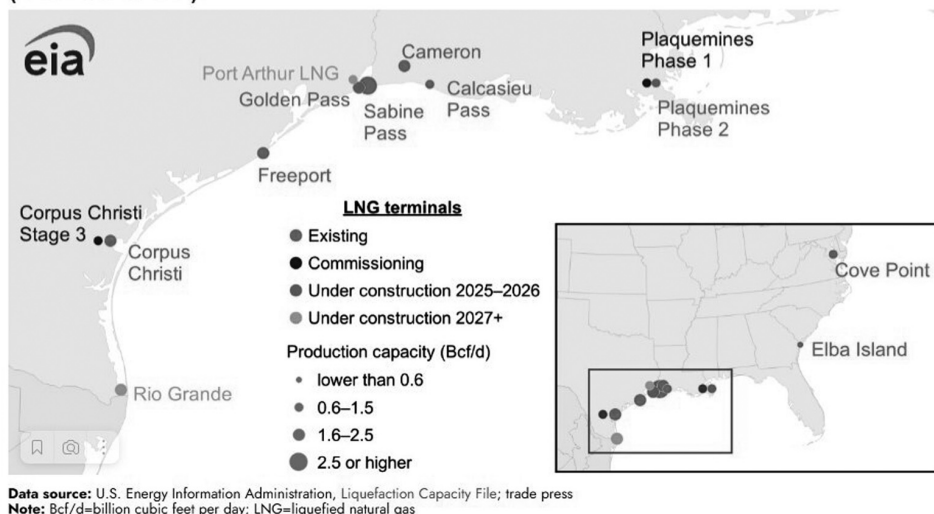 eia
Port Arthur LNG
Golden Pass
Cameron
Sabine
Pass
Calcasieu
Pass
Plaquemines
Phase 1
Plaquemines
Phase 2
Freeport
Corpus Christi
Stage 3
Corpus
Christi
Rio Grande
LNG terminals
Existing
Commissioning
Under construction 2025–2026
Under construction 2027+
Production capacity (Bcf/d)
lower than 0.6
0.6–1.5
1.6–2.5
2.5 or higher
Cove Point
Elba Island
Data source: U.S. Energy Information Administration, Liquefaction Capacity File; trade press
Note: Bcf/d=billion cubic feet per day; LNG=liquefied natural gas